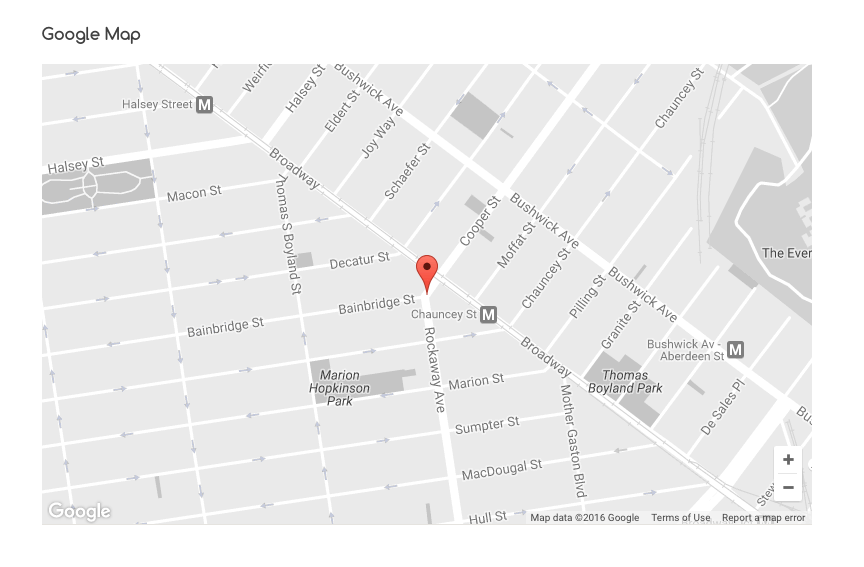 Google Map
Weirfi
Halsey St
Bushwick Ave
Chauncey St
Halsey Street M
Eldert St
Joy Way
Halsey St
Broadway
Schaefer St
Macon St
Thomas S Boyland St
Cooper St
Bushwick Ave
Moffat St
Decatur St
Chauncey St
The Ever
Bainbridge St
Bainbridge St
Pilling St
Bushwick Ave
Chauncey St M
Granite St
Rockaway Ave
Broadway
Bushwick Av -
Aberdeen St
M
Marion
Hopkinson
Park
Marion St
Thomas
Boyland Park
Mother Gaston Blvd
De Sales Pl
Bu
Sumpter St
MacDougal St
Stew
Hull St
+
−
Google
Map data ©2016 Google Terms of Use Report a map error